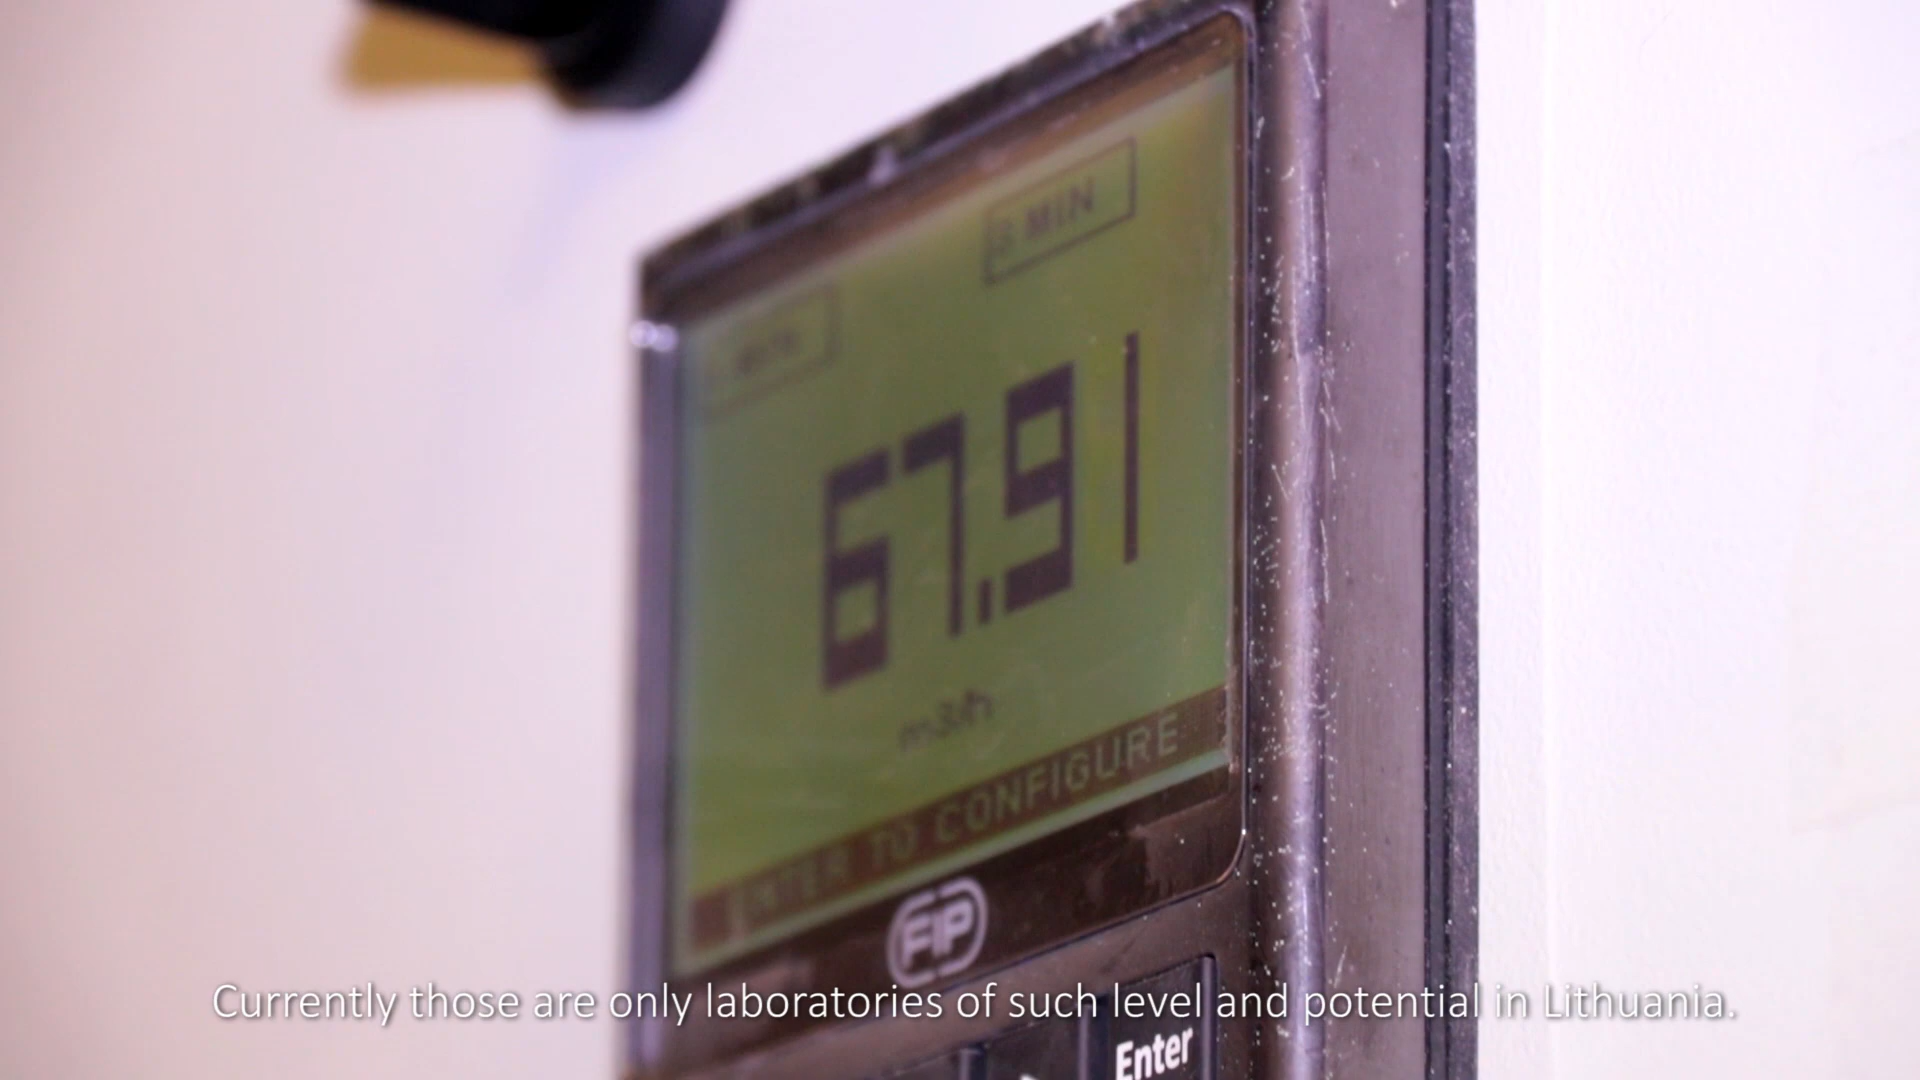 MIN
67.91
m3/h
ENTER TO CONFIGURE
FIP
Currently those are only laboratories of such level and potential in Lithuania.
Enter